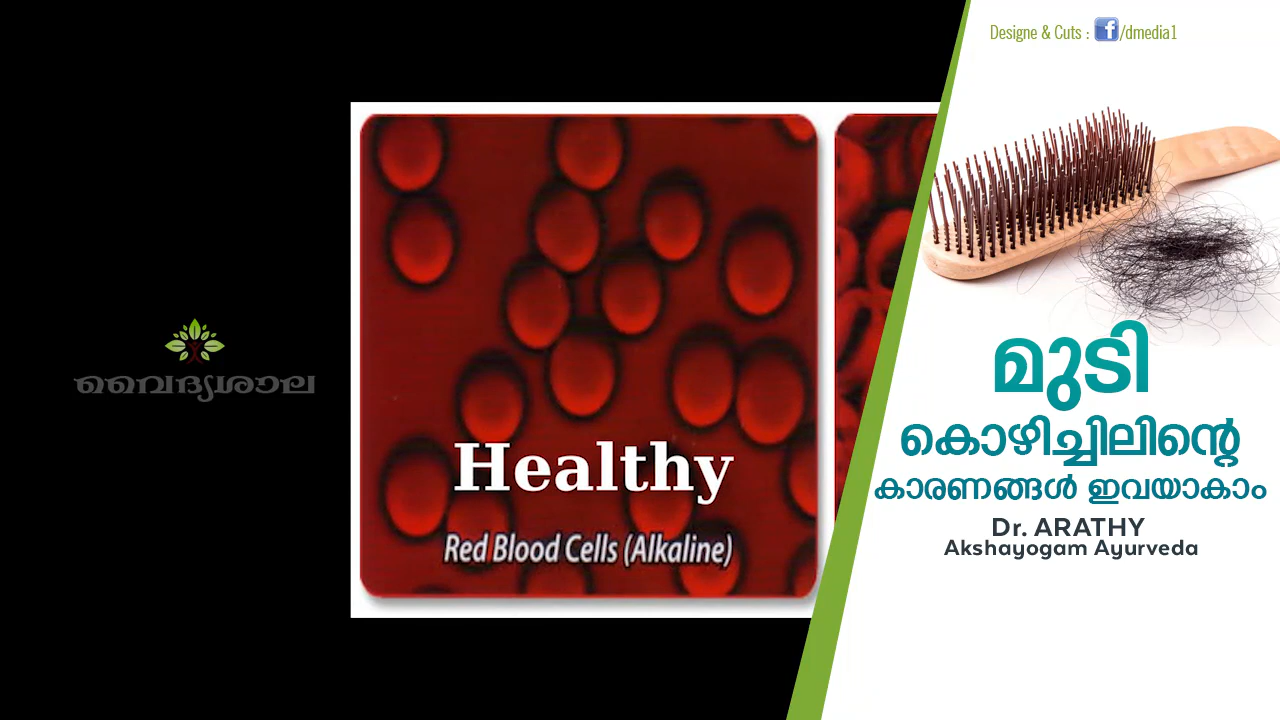 Designe & Cuts : f/dmedia1
വൈദ്യശാല
Healthy
Red Blood Cells (Alkaline)
മുടി
കൊഴിച്ചിലിന്റെ
കാരണങ്ങൾ ഇവയാകാം
Dr. ARATHY
Akshayogam Ayurveda